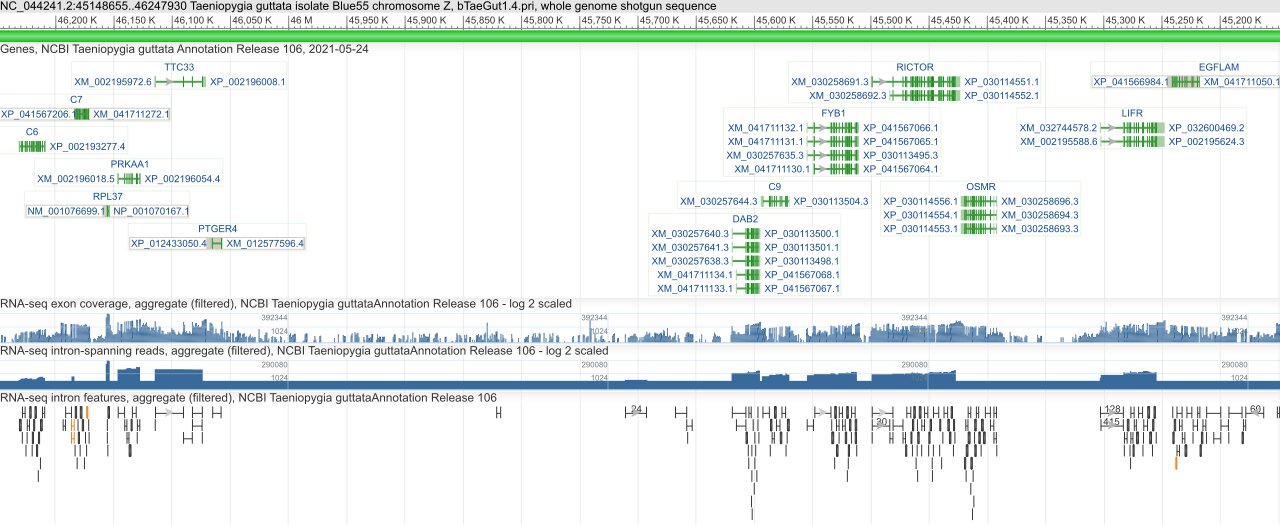 NC_044241.2:45148655..46247930 Taeniopygia guttata isolate Blue55 chromosome Z, bTaeGut1.4.pri, whole genome shotgun sequence
46,200 K 46,150 K 46,100 K 46,050 K 46 M 45,950 K 45,900 K 45,850 K 45,800 K 45,750 K 45,700 K 45,650 K 45,600 K 45,550 K 45,500 K 45,450 K 45,400 K 45,350 K 45,300 K 45,250 K 45,200 K
Genes, NCBI Taeniopygia guttata Annotation Release 106, 2021-05-24
TTC33 RICTOR EGFLAM
XM_002195972.6 XP_002196008.1 XM_030258691.3 XP_030114551.1 XP_041566984.1 XM_041711050.1
XM_030258692.3 XP_030114552.1
C7 FYB1 LIFR
XP_041567206.1 XM_041711272.1
XM_041711132.1 XP_041567066.1 XM_032744578.2 XP_032600469.2
C6
XM_041711131.1 XP_041567065.1 XM_002195588.6 XP_002195624.3
XP_002193277.4
XM_030257635.3 XP_030113495.3
PRKAA1
XM_041711130.1 XP_041567064.1
XM_002196018.5 XP_002196054.4
C9 OSMR
RPL37
XM_030257644.3 XP_030113504.3 XP_030114556.1 XM_030258696.3
NM_001076699.1 NP_001070167.1
XP_030114554.1 XM_030258694.3
DAB2
PTGER4
XP_030114553.1 XM_030258693.3
XM_030257640.3 XP_030113500.1
XP_012433050.4 XM_012577596.4
XM_030257641.3 XP_030113501.1
XM_030257638.3 XP_030113498.1
XM_041711134.1 XP_041567068.1
XM_041711133.1 XP_041567067.1
RNA-seq exon coverage, aggregate (filtered), NCBI Taeniopygia guttataAnnotation Release 106 - log 2 scaled
392344 392344 392344 392344
1024 1024 1024 1024
RNA-seq intron-spanning reads, aggregate (filtered), NCBI Taeniopygia guttataAnnotation Release 106 - log 2 scaled
290080 290080 290080 290080
1024 1024 1024 1024
RNA-seq intron features, aggregate (filtered), NCBI Taeniopygia guttataAnnotation Release 106
24 128 60
20 415